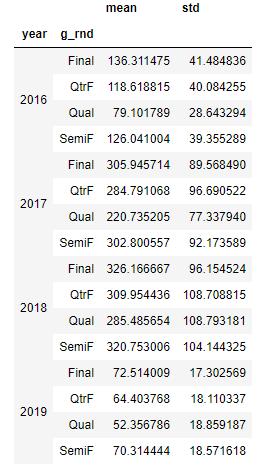 mean std
year g_rnd
Final 136.311475 41.484836
QtrF 118.618815 40.084255
2016
Qual 79.101789 28.643294
SemiF 126.041004 39.355289
Final 305.945714 89.568490
QtrF 284.791068 96.690522
2017
Qual 220.735205 77.337940
SemiF 302.800557 92.173589
Final 326.166667 96.154524
QtrF 309.954436 108.708815
2018
Qual 285.485654 108.793181
SemiF 320.753006 104.144325
Final 72.514009 17.302569
QtrF 64.403768 18.110337
2019
Qual 52.356786 18.859187
SemiF 70.314444 18.571618